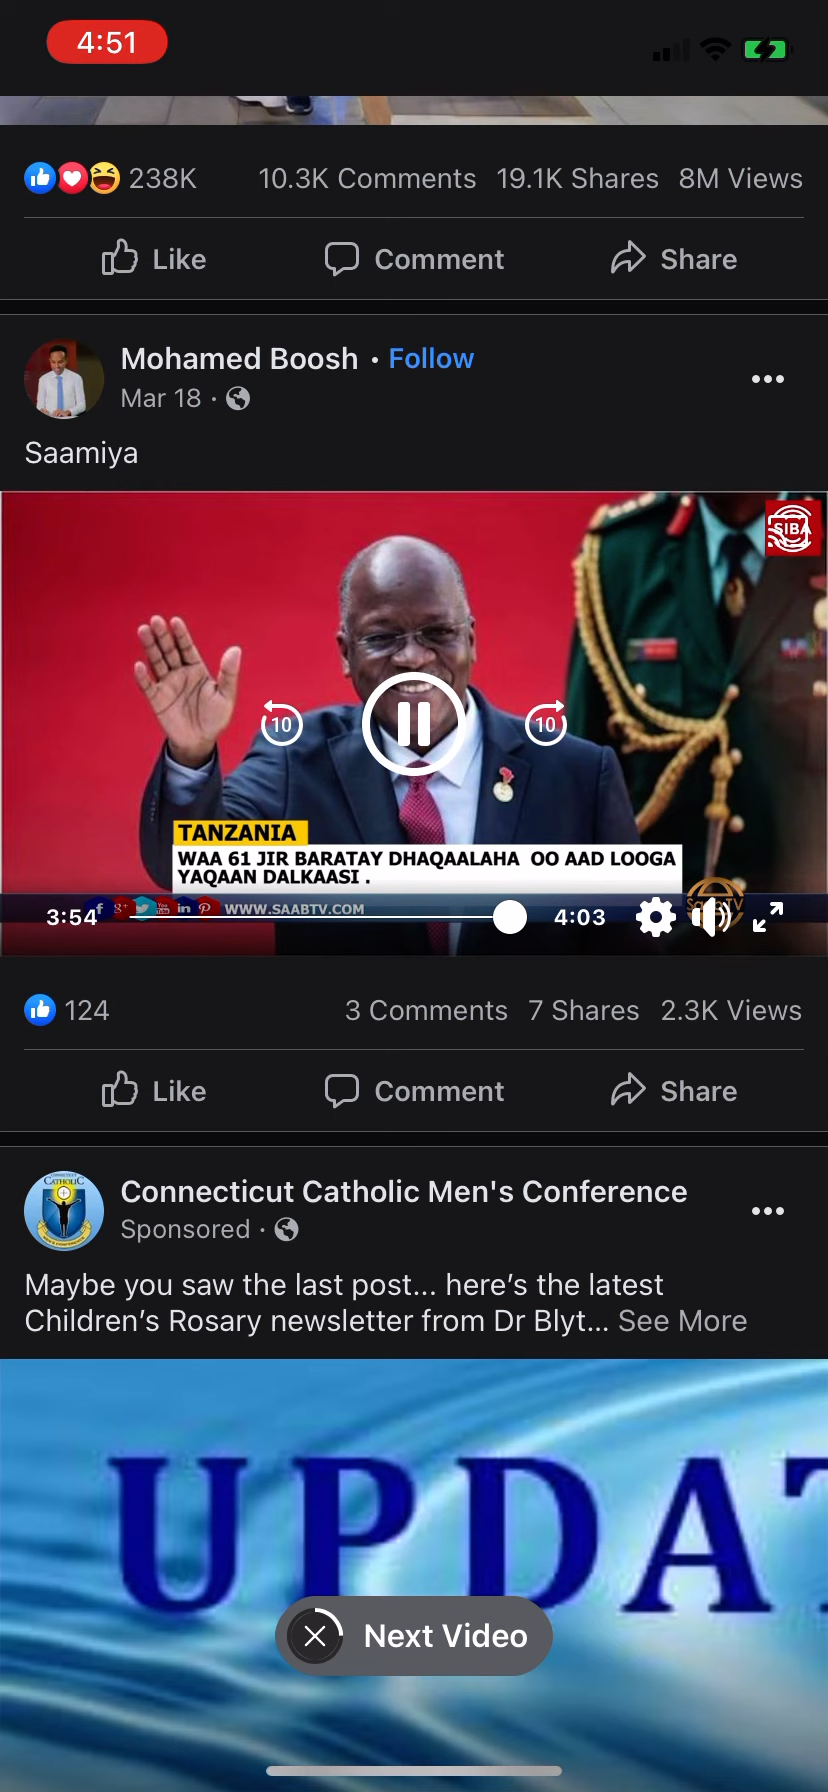 4:51
238K 10.3K Comments 19.1K Shares 8M Views
Like Comment Share
Mohamed Boosh · Follow
Mar 18 ·
Saamiya
SIBA
10 10
TANZANIA
WAA 61 JIR BARATAY DHAQAALAHA OO AAD LOOGA
YAQAAN DALKAASI .
3:54 f g+ You in WWW.SAABTV.COM 4:03
124 3 Comments 7 Shares 2.3K Views
Like Comment Share
CATHOLIC
Connecticut Catholic Men's Conference
Sponsored ·
Maybe you saw the last post... here’s the latest
Children’s Rosary newsletter from Dr Blyt... See More
UPDA
Next Video